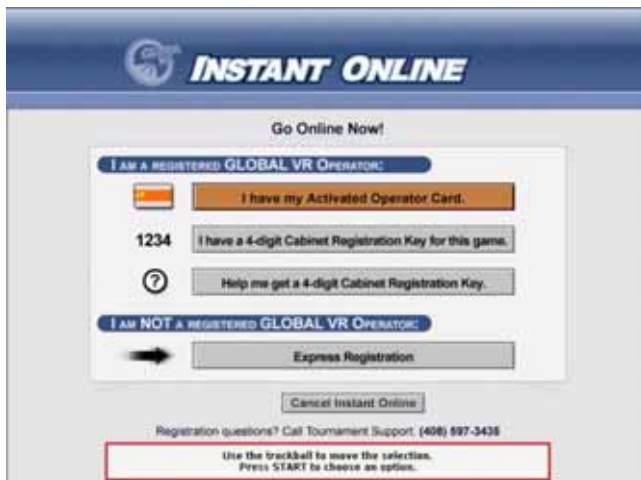 INSTANT ONLINE
Go Online Now!
I AM A REGISTERED GLOBAL VR OPERATOR:
I have my Activated Operator Card.
1234
I have a 4-digit Cabinet Registration Key for this game.
?
Help me get a 4-digit Cabinet Registration Key.
I AM NOT A REGISTERED GLOBAL VR OPERATOR:
Express Registration
Cancel Instant Online
Registration questions? Call Tournament Support. (408) 597-3435
Use the trackball to move the selection.
Press START to choose an option.